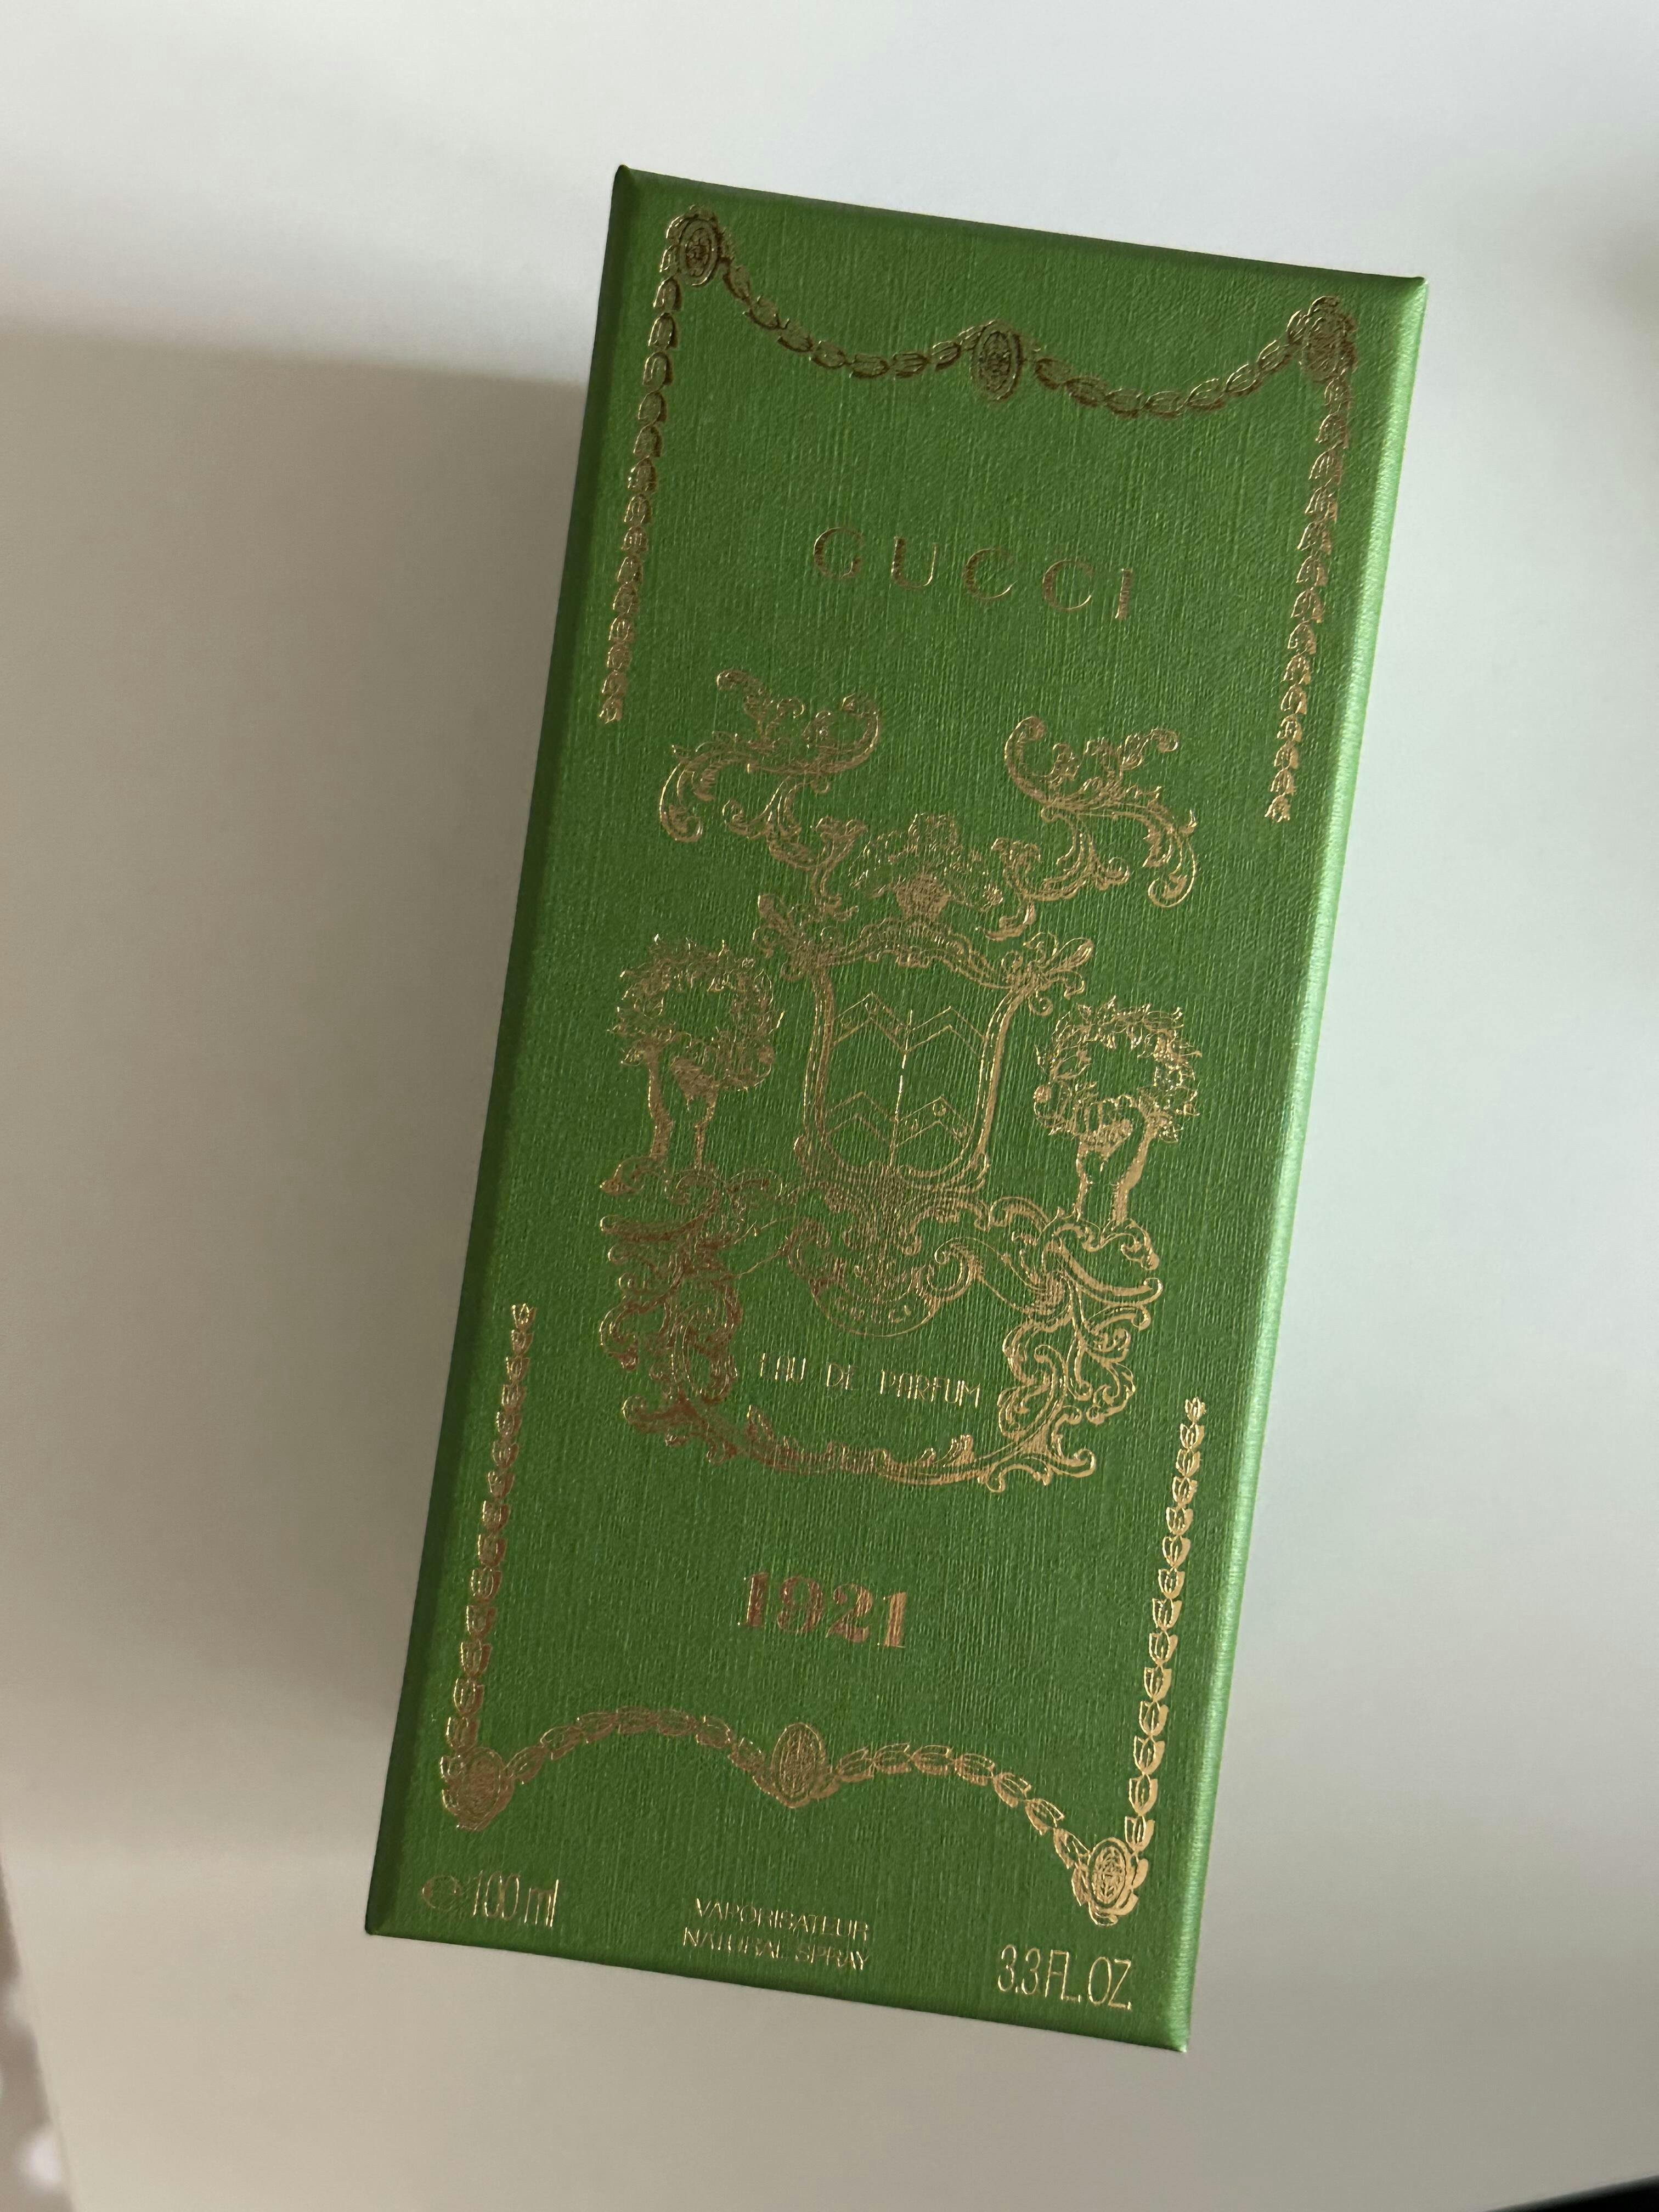 GUCCI
EAU DE PARFUM
1921
℮ 100 ml
VAPORISATEUR
NATURAL SPRAY
3.3 FL. OZ.